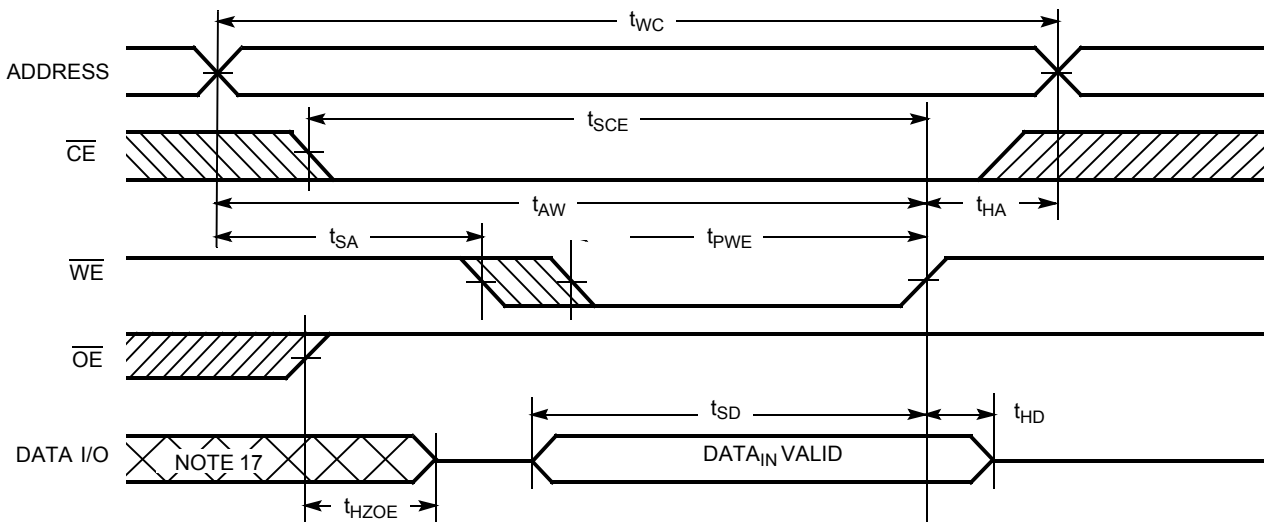 tWC
ADDRESS
tSCE
CE
tAW
tHA
tSA
tPWE
WE
OE
tSD
tHD
DATA I/O
NOTE 17
DATAIN VALID
tHZOE